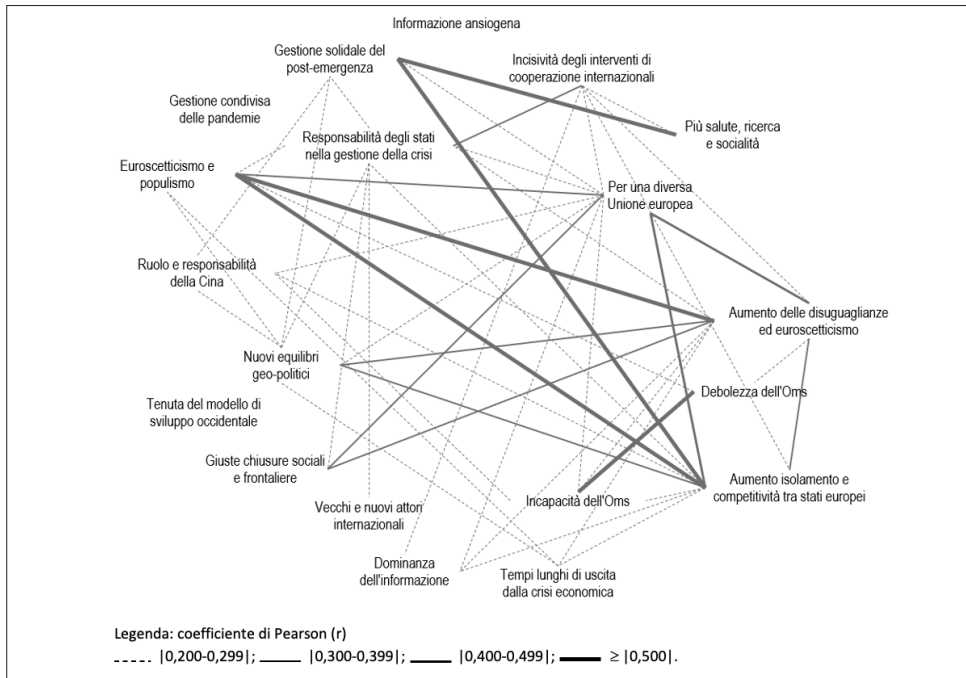 Informazione ansiogena
Gestione solidale del
post-emergenza
Incisività degli interventi di
cooperazione internazionali
Gestione condivisa
delle pandemie
Più salute, ricerca
e socialità
Responsabilità degli stati
nella gestione della crisi
Euroscetticismo e
populismo
Per una diversa
Unione europea
Ruolo e responsabilità
della Cina
Aumento delle disuguaglianze
ed euroscetticismo
Nuovi equilibri
geo-politici
Debolezza dell'Oms
Tenuta del modello di
sviluppo occidentale
Giuste chiusure sociali
e frontaliere
Aumento isolamento e
competitività tra stati europei
Vecchi e nuovi attori
internazionali
Incapacità dell'Oms
Dominanza
dell'informazione
Tempi lunghi di uscita
dalla crisi economica
Legenda: coefficiente di Pearson (r)
|0,200-0,299|; |0,300-0,399|; |0,400-0,499|; ≥ |0,500|.